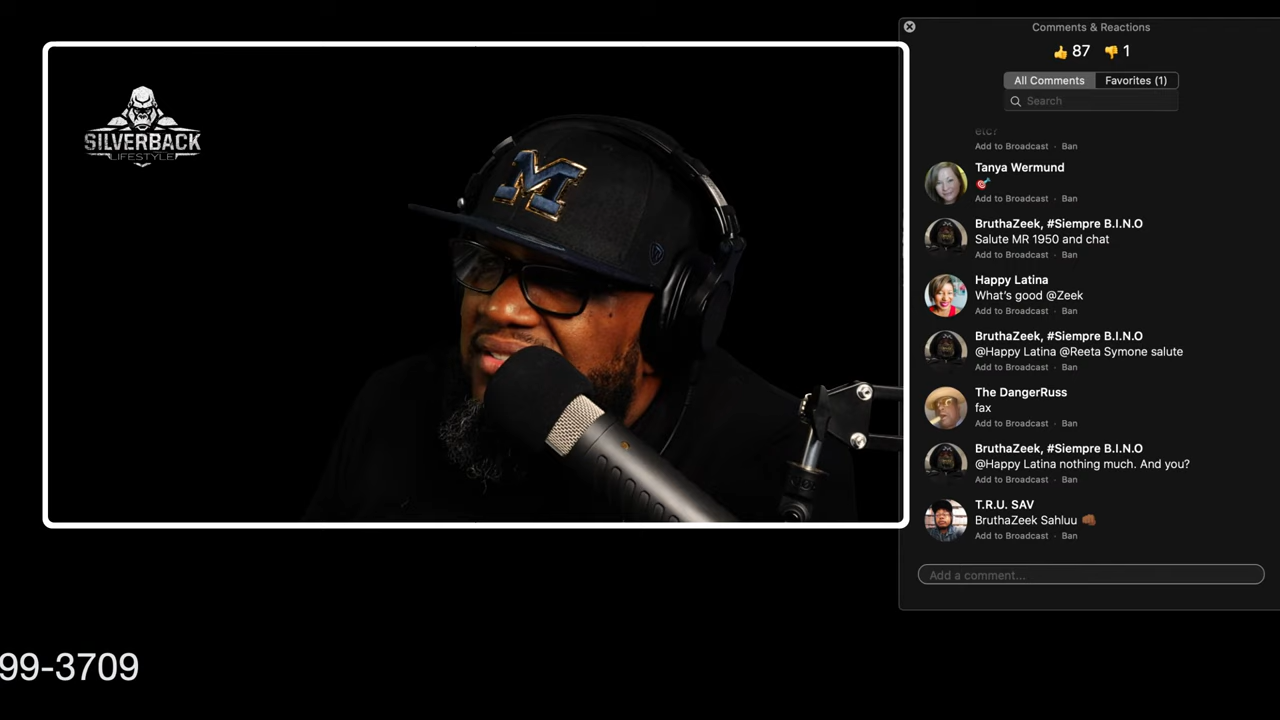 SILVERBACK
LIFESTYLE
M
Comments & Reactions
👍 87 👎 1
All Comments Favorites (1)
Search
etc?
Add to Broadcast · Ban
Tanya Wermund
🎯
Add to Broadcast · Ban
BruthaZeek, #Siempre B.I.N.O
Salute MR 1950 and chat
Add to Broadcast · Ban
Happy Latina
What's good @Zeek
Add to Broadcast · Ban
BruthaZeek, #Siempre B.I.N.O
@Happy Latina @Reeta Symone salute
Add to Broadcast · Ban
The DangerRuss
fax
Add to Broadcast · Ban
BruthaZeek, #Siempre B.I.N.O
@Happy Latina nothing much. And you?
Add to Broadcast · Ban
T.R.U. SAV
BruthaZeek Sahluu 👊🏾
Add to Broadcast · Ban
Add a comment...
99-3709